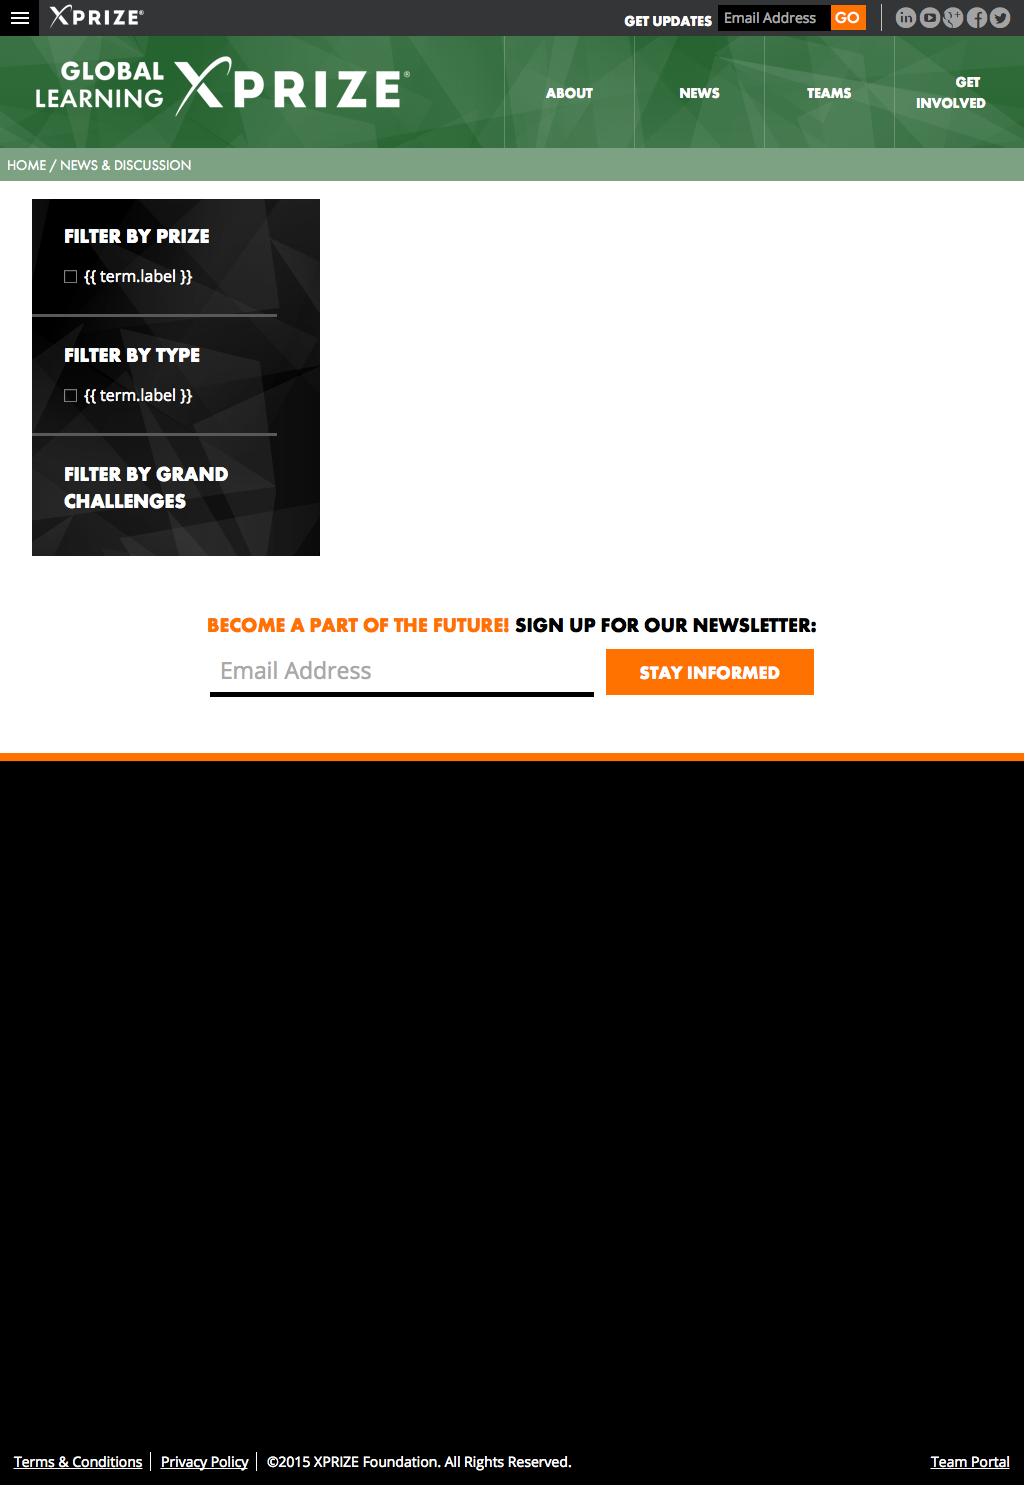 XPRIZE®
GET UPDATES Email Address GO
GLOBAL
LEARNING XPRIZE®
ABOUT
NEWS
TEAMS
GET
INVOLVED
HOME / NEWS & DISCUSSION
FILTER BY PRIZE
{{ term.label }}
FILTER BY TYPE
{{ term.label }}
FILTER BY GRAND
CHALLENGES
BECOME A PART OF THE FUTURE! SIGN UP FOR OUR NEWSLETTER:
Email Address STAY INFORMED
Terms & Conditions Privacy Policy ©2015 XPRIZE Foundation. All Rights Reserved. Team Portal